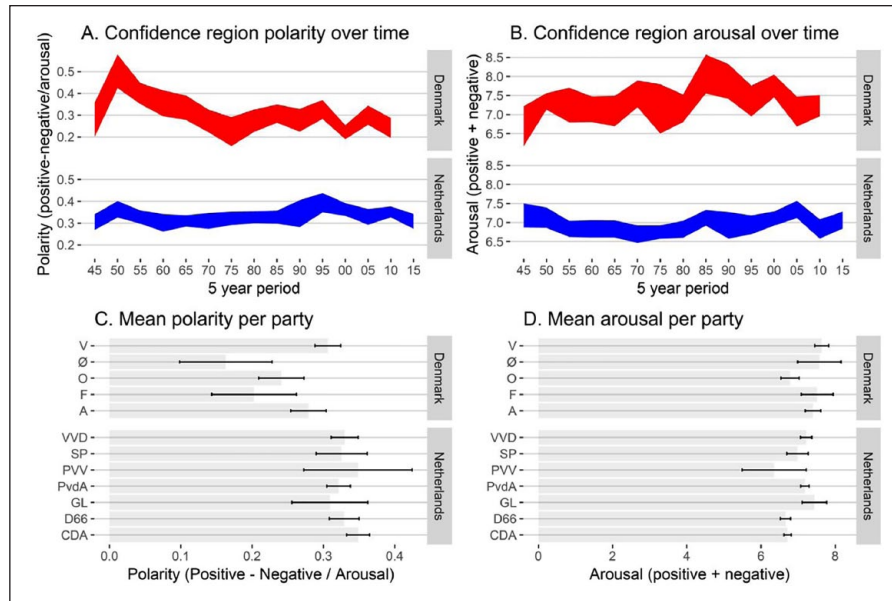 A. Confidence region polarity over time
Polarity (positive-negative/arousal)
0.5
0.4
0.3
0.2
Denmark
0.5
0.4
0.3
0.2
Netherlands
45 50 55 60 65 70 75 80 85 90 95 00 05 10 15
5 year period
B. Confidence region arousal over time
Arousal (positive + negative)
8.5
8.0
7.5
7.0
6.5
Denmark
8.5
8.0
7.5
7.0
6.5
Netherlands
45 50 55 60 65 70 75 80 85 90 95 00 05 10 15
5 year period
C. Mean polarity per party
V
Ø
O
F
A
Denmark
VVD
SP
PVV
PvdA
GL
D66
CDA
Netherlands
0.0 0.1 0.2 0.3 0.4
Polarity (Positive - Negative / Arousal)
D. Mean arousal per party
V
Ø
O
F
A
Denmark
VVD
SP
PVV
PvdA
GL
D66
CDA
Netherlands
0 2 4 6 8
Arousal (positive + negative)